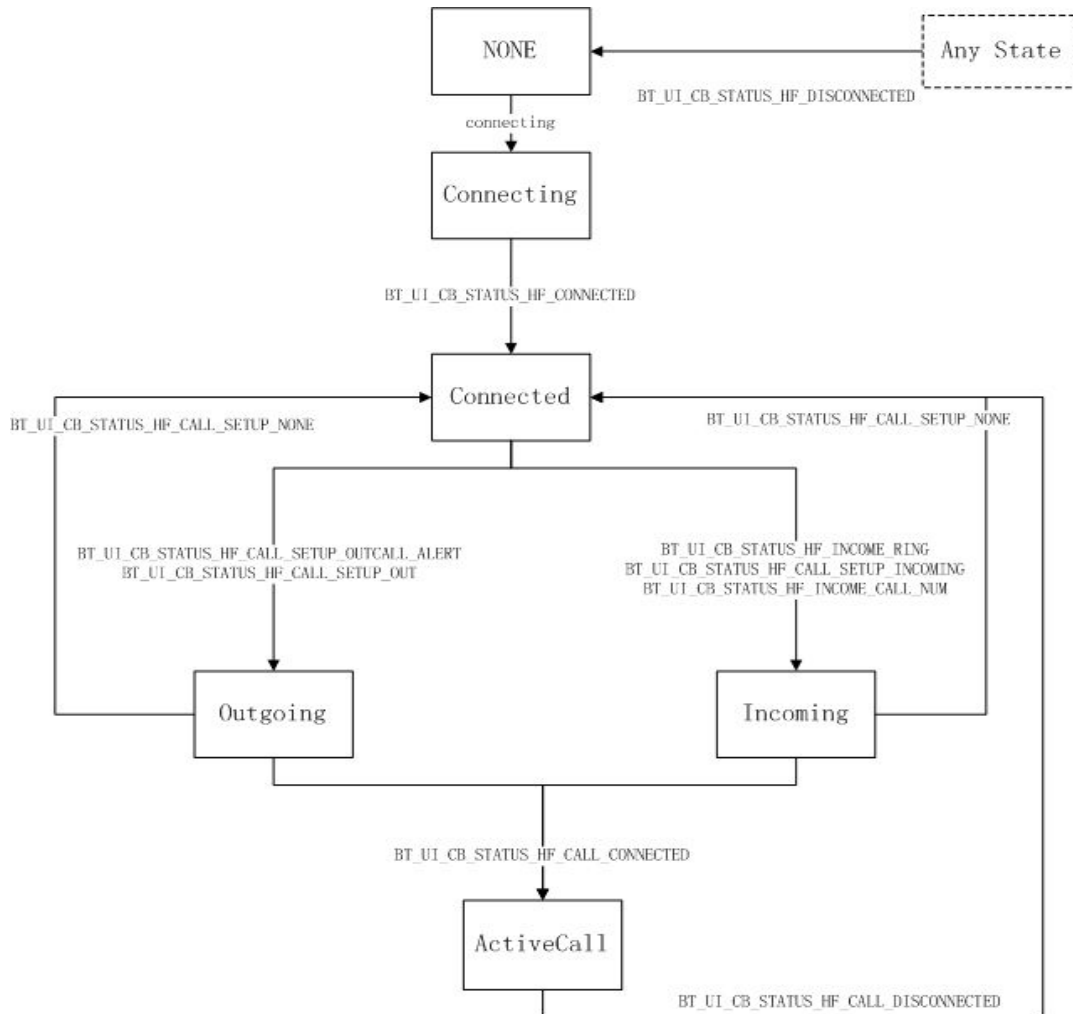 NONE
Any State
BT_UI_CB_STATUS_HF_DISCONNECTED
connecting
Connecting
BT_UI_CB_STATUS_HF_CONNECTED
Connected
BT_UI_CB_STATUS_HF_CALL_SETUP_NONE
BT_UI_CB_STATUS_HF_CALL_SETUP_NONE
BT_UI_CB_STATUS_HF_CALL_SETUP_OUTCALL_ALERT
BT_UI_CB_STATUS_HF_CALL_SETUP_OUT
BT_UI_CB_STATUS_HF_INCOME_RING
BT_UI_CB_STATUS_HF_CALL_SETUP_INCOMING
BT_UI_CB_STATUS_HF_INCOME_CALL_NUM
Outgoing
Incoming
BT_UI_CB_STATUS_HF_CALL_CONNECTED
ActiveCall
BT_UI_CB_STATUS_HF_CALL_DISCONNECTED